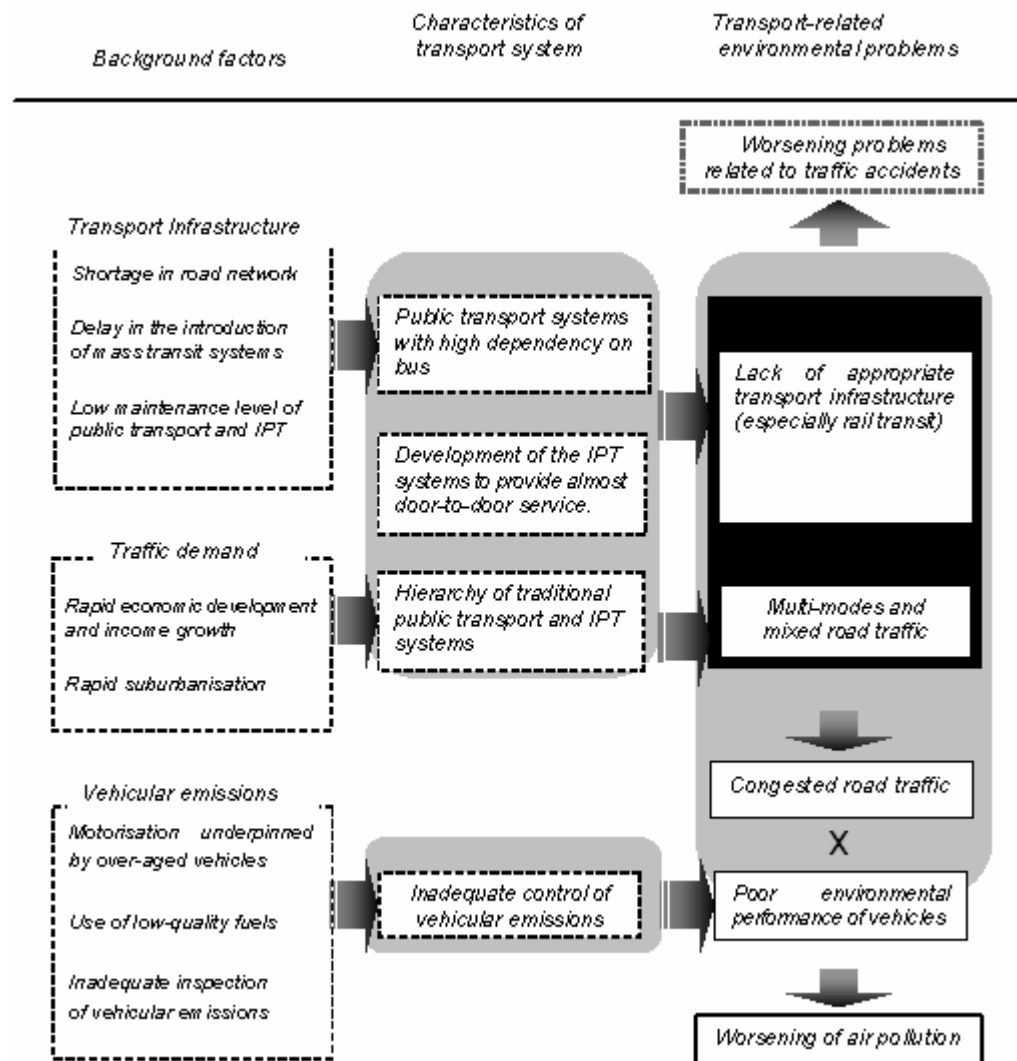 Background factors
Characteristics of
transport system
Transport-related
environmental problems
Worsening problems
related to traffic accidents
Transport Infrastructure
Shortage in road network
Delay in the introduction
of mass transit systems
Low maintenance level of
public transport and IPT
Public transport systems
with high dependency on
bus
Development of the IPT
systems to provide almost
door-to-door service.
Lack of appropriate
transport infrastructure
(especially rail transit)
Traffic demand
Rapid economic development
and income growth
Rapid suburbanisation
Hierarchy of traditional
public transport and IPT
systems
Multi-modes and
mixed road traffic
Congested road traffic
X
Vehicular emissions
Motorisation underpinned
by over-aged vehicles
Use of low-quality fuels
Inadequate inspection
of vehicular emissions
Inadequate control of
vehicular emissions
Poor environmental
performance of vehicles
Worsening of air pollution